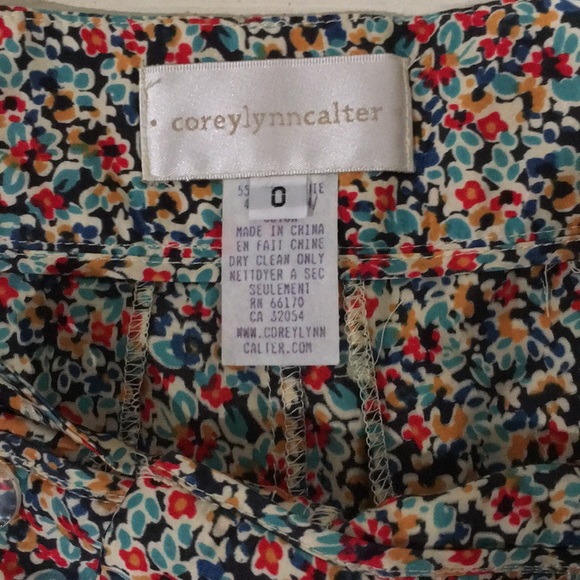 coreylynncalter
0
MADE IN CHINA
EN FAIT CHINE
DRY CLEAN ONLY
NETTOYER A SEC
SEULEMENT
RN 66170
CA 32054
WWW.COREYLYNN
CALTER.COM